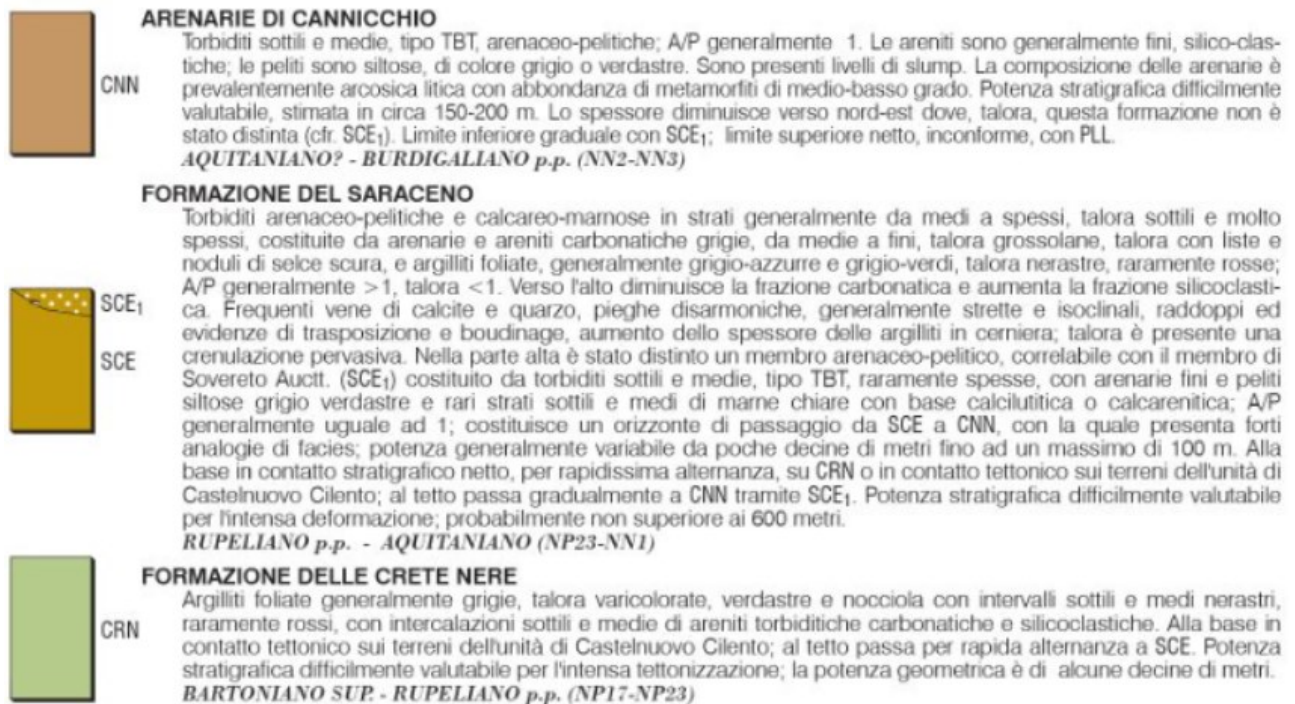 ARENARIE DI CANNICCHIO
Torbiditi sottili e medie, tipo TBT, arenaceo-pelitiche; A/P generalmente 1. Le areniti sono generalmente fini, silico-clas-
tiche; le peliti sono siltose, di colore grigio o verdastre. Sono presenti livelli di slump. La composizione delle arenarie è
CNN
prevalentemente arcosica litica con abbondanza di metamorfiti di medio-basso grado. Potenza stratigrafica difficilmente
valutabile, stimata in circa 150-200 m. Lo spessore diminuisce verso nord-est dove, talora, questa formazione non è
stato distinta (cfr. SCE₁). Limite inferiore graduale con SCE₁; limite superiore netto, inconforme, con PLL.
AQUITANIANO? - BURDIGALIANO p.p. (NN2-NN3)
FORMAZIONE DEL SARACENO
Torbiditi arenaceo-pelitiche e calcareo-marnose in strati generalmente da medi a spessi, talora sottili e molto
spessi, costituite da arenarie e areniti carbonatiche grigie, da medie a fini, talora grossolane, talora con liste e
noduli di selce scura, e argilliti foliate, generalmente grigio-azzurre e grigio-verdi, talora nerastre, raramente rosse;
SCE₁
A/P generalmente >1, talora <1. Verso l'alto diminuisce la frazione carbonatica e aumenta la frazione silicoclasti-
ca. Frequenti vene di calcite e quarzo, pieghe disarmoniche, generalmente strette e isoclinali, raddoppi ed
evidenze di trasposizione e boudinage, aumento dello spessore delle argilliti in cerniera; talora è presente una
SCE
crenulazione pervasiva. Nella parte alta è stato distinto un membro arenaceo-pelitico, correlabile con il membro di
Sovereto Auctt. (SCE₁) costituito da torbiditi sottili e medie, tipo TBT, raramente spesse, con arenarie fini e peliti
siltose grigio verdastre e rari strati sottili e medi di marne chiare con base calcilutitica o calcarenitica; A/P
generalmente uguale ad 1; costituisce un orizzonte di passaggio da SCE a CNN, con la quale presenta forti
analogie di facies; potenza generalmente variabile da poche decine di metri fino ad un massimo di 100 m. Alla
base in contatto stratigrafico netto, per rapidissima alternanza, su CRN o in contatto tettonico sui terreni dell'unità di
Castelnuovo Cilento; al tetto passa gradualmente a CNN tramite SCE₁. Potenza stratigrafica difficilmente valutabile
per l'intensa deformazione; probabilmente non superiore ai 600 metri.
RUPELIANO p.p. - AQUITANIANO (NP23-NN1)
FORMAZIONE DELLE CRETE NERE
Argilliti foliate generalmente grigie, talora varicolorate, verdastre e nocciola con intervalli sottili e medi nerastri,
CRN
raramente rossi, con intercalazioni sottili e medie di areniti torbiditiche carbonatiche e silicoclastiche. Alla base in
contatto tettonico sui terreni dell'unità di Castelnuovo Cilento; al tetto passa per rapida alternanza a SCE. Potenza
stratigrafica difficilmente valutabile per l'intensa tettonizzazione; la potenza geometrica è di alcune decine di metri.
BARTONIANO SUP. - RUPELIANO p.p. (NP17-NP23)